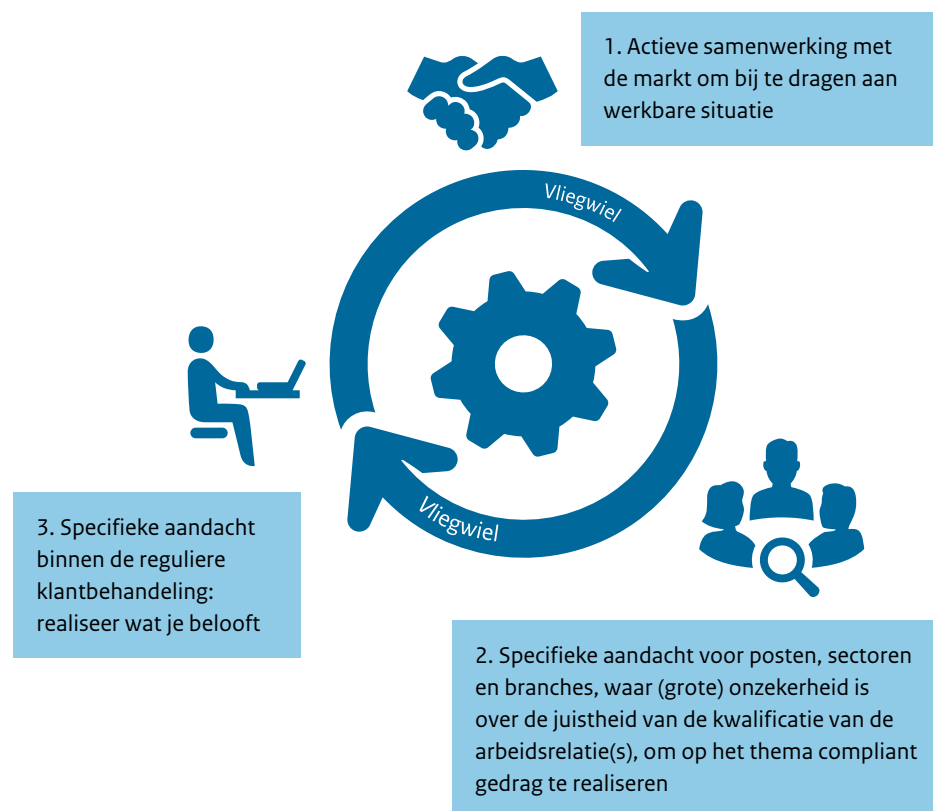 1. Actieve samenwerking met
de markt om bij te dragen aan
werkbare situatie
Vliegwiel
Vliegwiel
3. Specifieke aandacht
binnen de reguliere
klantbehandeling:
realiseer wat je belooft
2. Specifieke aandacht voor posten, sectoren
en branches, waar (grote) onzekerheid is
over de juistheid van de kwalificatie van de
arbeidsrelatie(s), om op het thema compliant
gedrag te realiseren